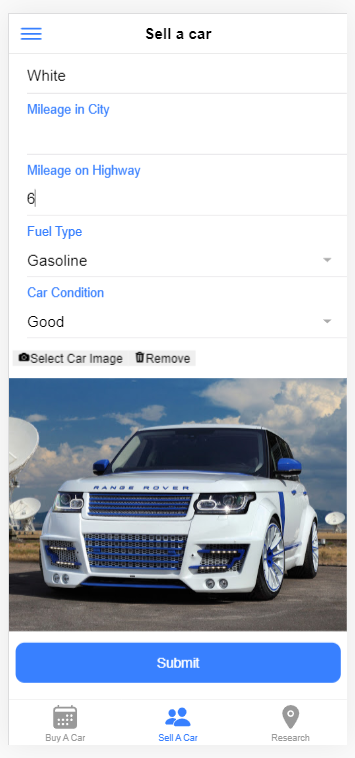 Sell a car
White
Mileage in City
Mileage on Highway
6
Fuel Type
Gasoline
Car Condition
Good
Select Car Image Remove
RANGE ROVER
Submit
Buy A Car Sell A Car Research